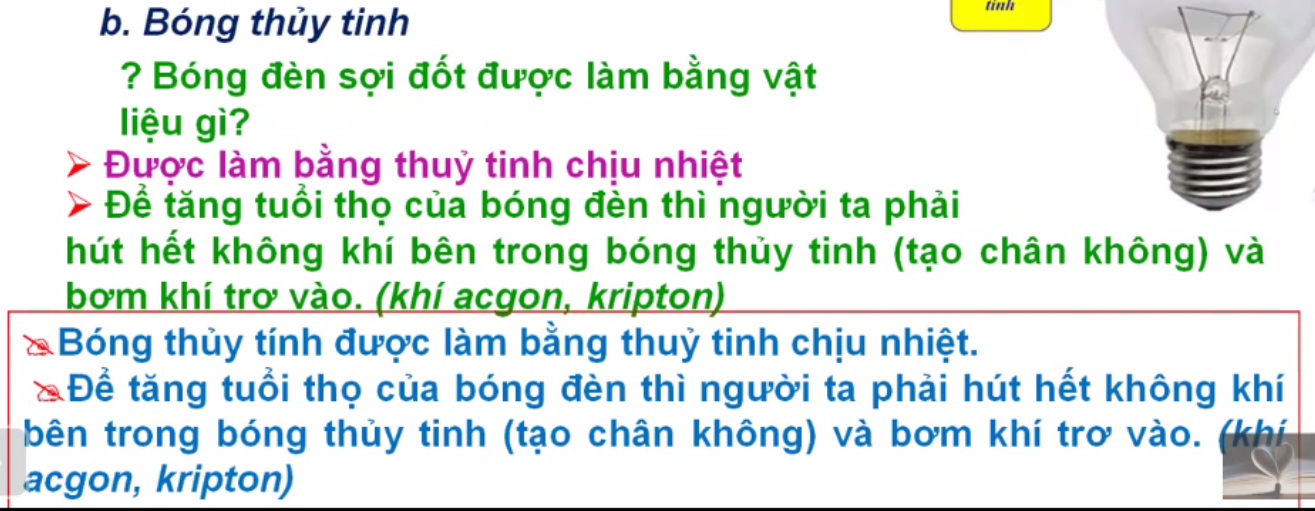 tinh
b. Bóng thủy tinh
? Bóng đèn sợi đốt được làm bằng vật
liệu gì?
➢ Được làm bằng thuỷ tinh chịu nhiệt
➢ Để tăng tuổi thọ của bóng đèn thì người ta phải
hút hết không khí bên trong bóng thủy tinh (tạo chân không) và
bơm khí trơ vào. (khí acgon, kripton)
Bóng thủy tính được làm bằng thuỷ tinh chịu nhiệt.
Để tăng tuổi thọ của bóng đèn thì người ta phải hút hết không khí
bên trong bóng thủy tinh (tạo chân không) và bơm khí trơ vào. (khí
acgon, kripton)